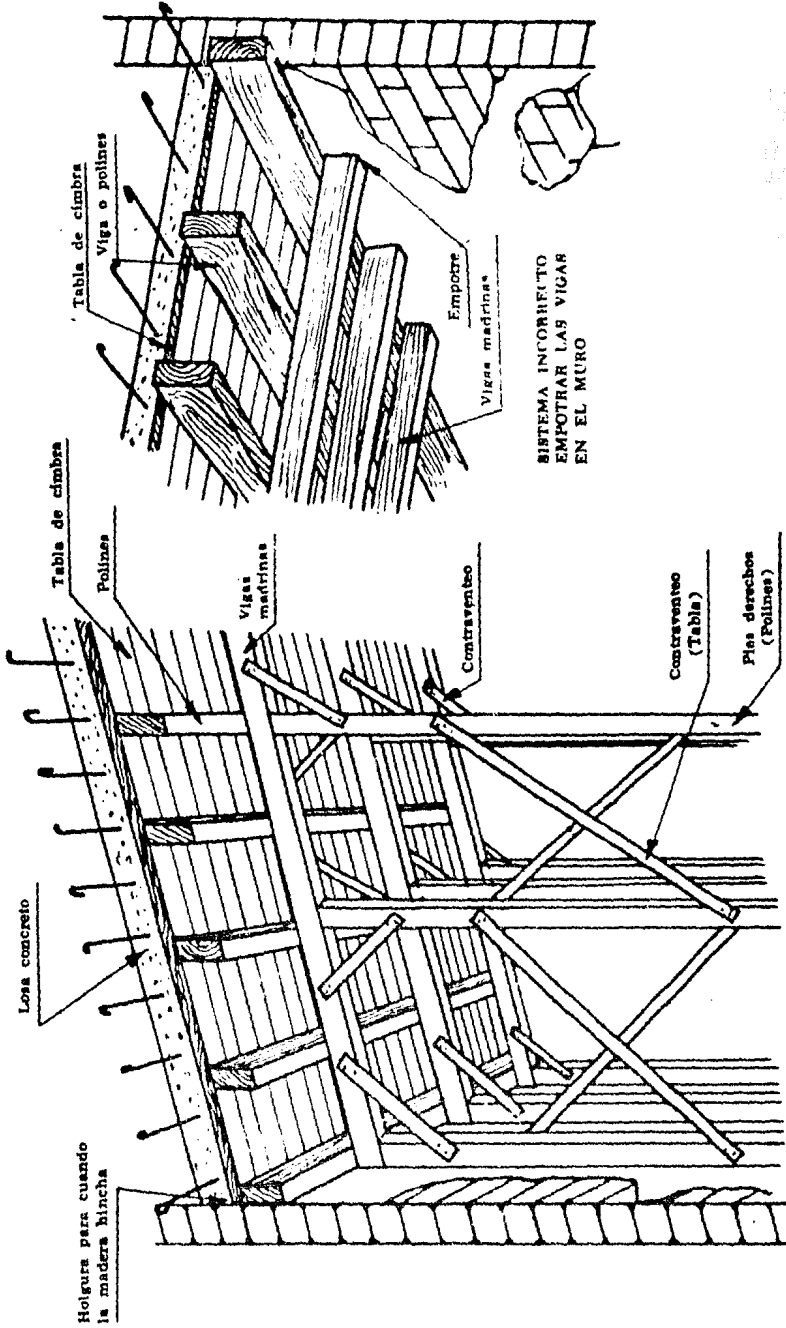 Holgura para cuando
la madera hincha
Losa concreto
Tabla de cimbra
Polines
Vigas
madrinas
Contraventeo
Contraventeo
(Tabla)
Pies derechos
(Polines)
Tabla de cimbra
Viga o polines
Empotre
Vigas madrinas
SISTEMA INCORRECTO
EMPOTRAR LAS VIGAS
EN EL MURO